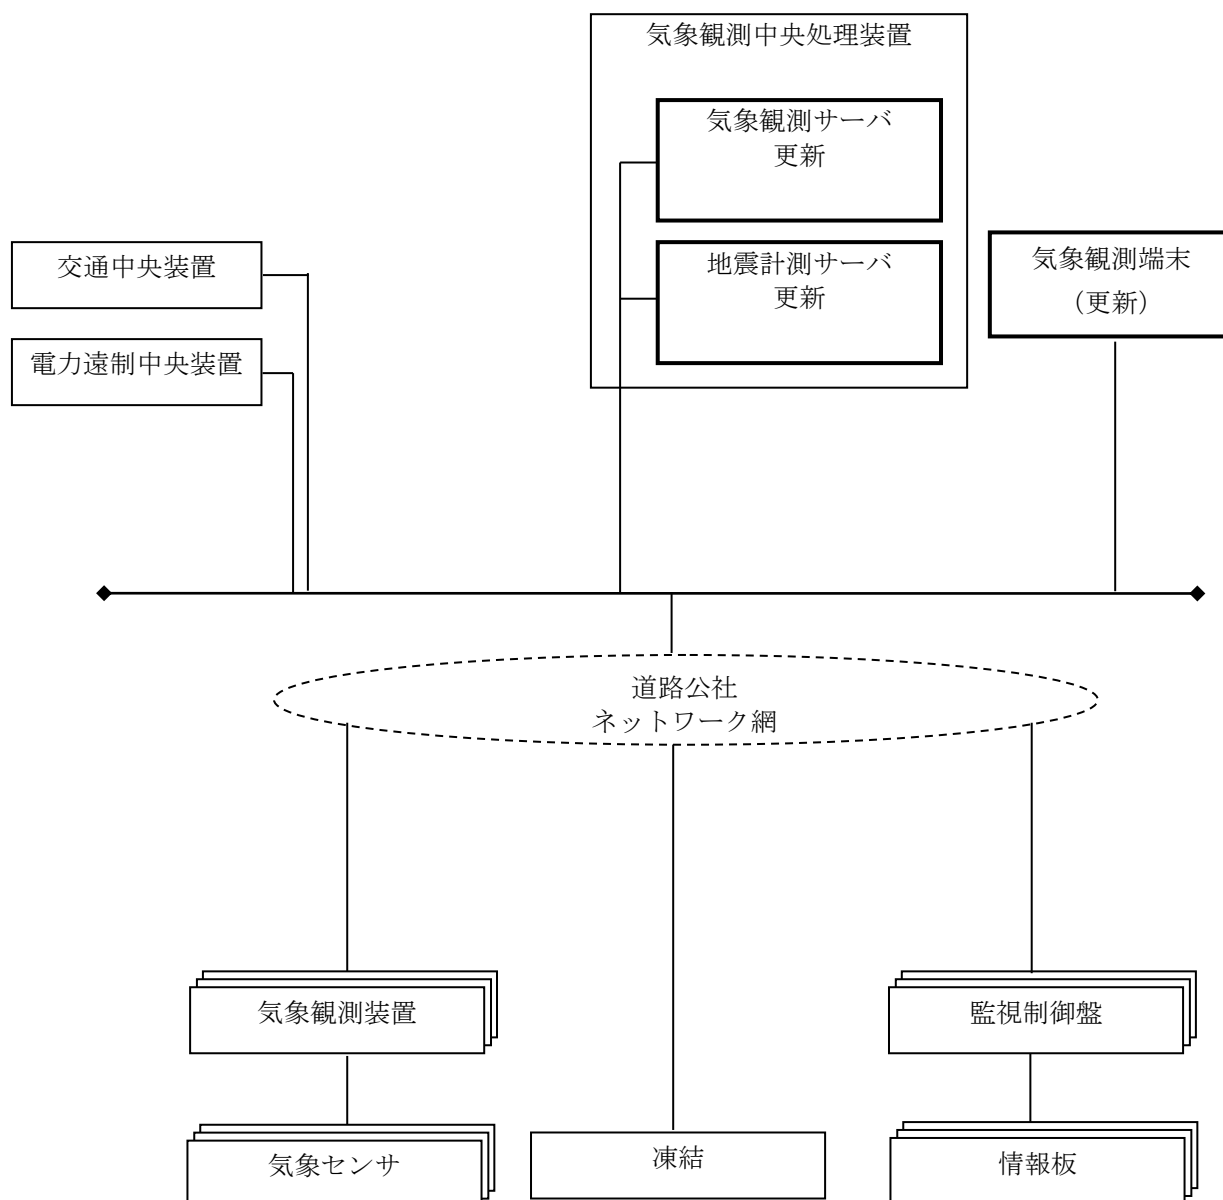 気象観測中央処理装置
気象観測サーバ
更新
地震計測サーバ
更新
気象観測端末
（更新）
交通中央装置
電力遠制中央装置
道路公社
ネットワーク網
気象観測装置
監視制御盤
気象センサ
凍結
情報板